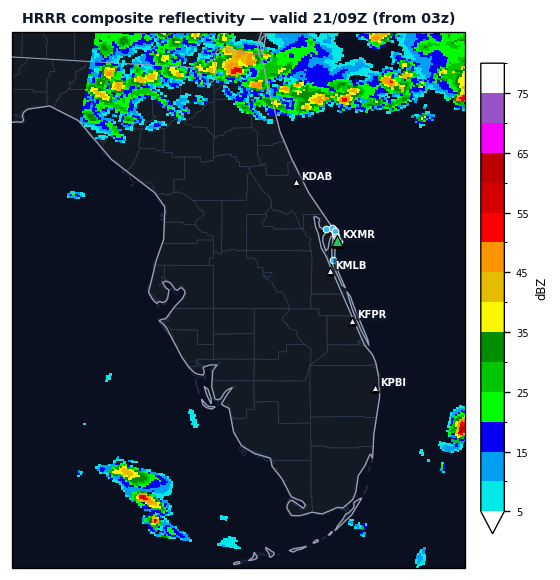 HRRR composite reflectivity — valid 21/09Z (from 03z)
KDAB
KXMR
KMLB
KFPR
KPBI
75
65
55
45
35
25
15
5
dBZ